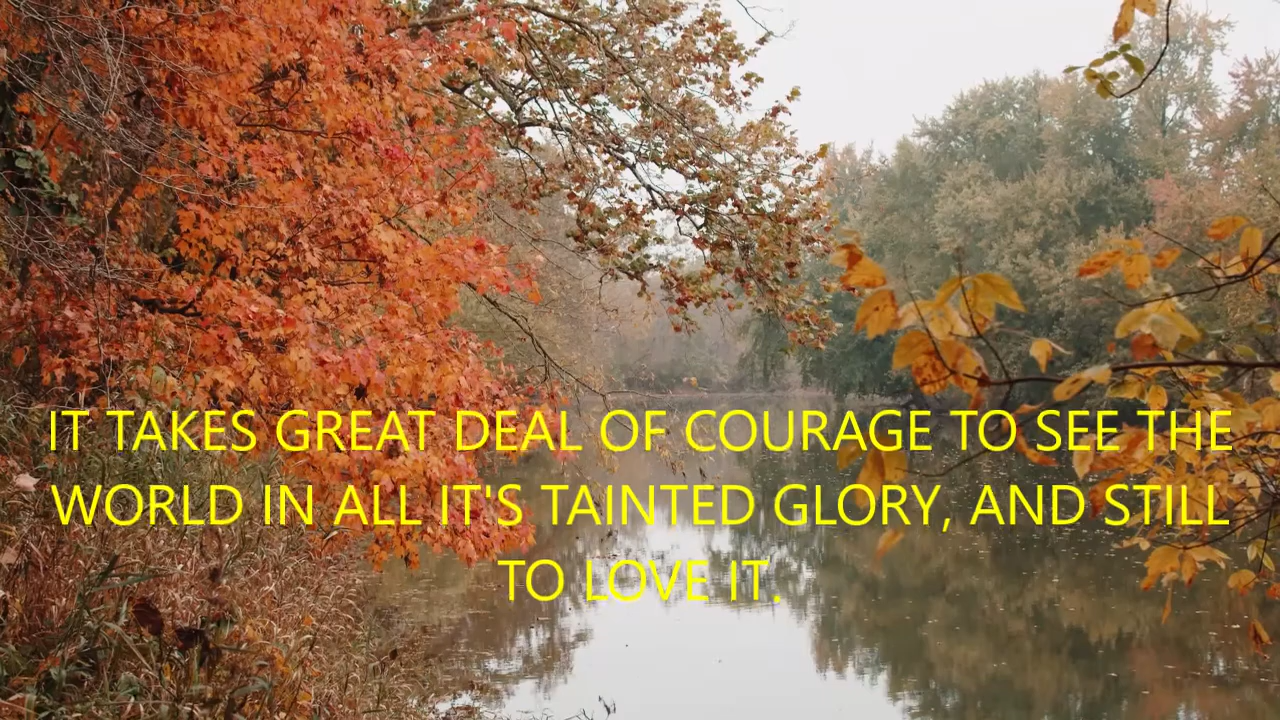 IT TAKES GREAT DEAL OF COURAGE TO SEE THE
WORLD IN ALL IT'S TAINTED GLORY, AND STILL
TO LOVE IT.